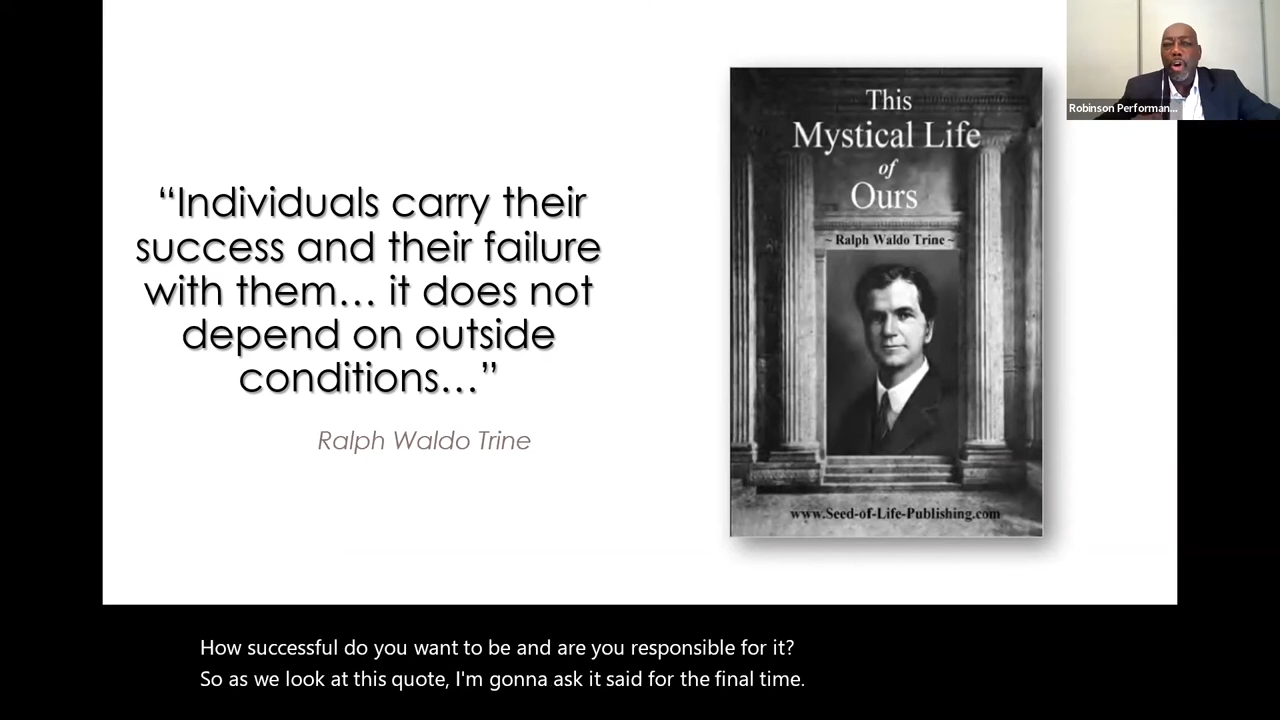 “Individuals carry their
success and their failure
with them... it does not
depend on outside
conditions...”
Ralph Waldo Trine
This
Mystical Life
of
Ours
~ Ralph Waldo Trine ~
www.Seed-of-Life-Publishing.com
Robinson Performan...
How successful do you want to be and are you responsible for it?
So as we look at this quote, I'm gonna ask it said for the final time.